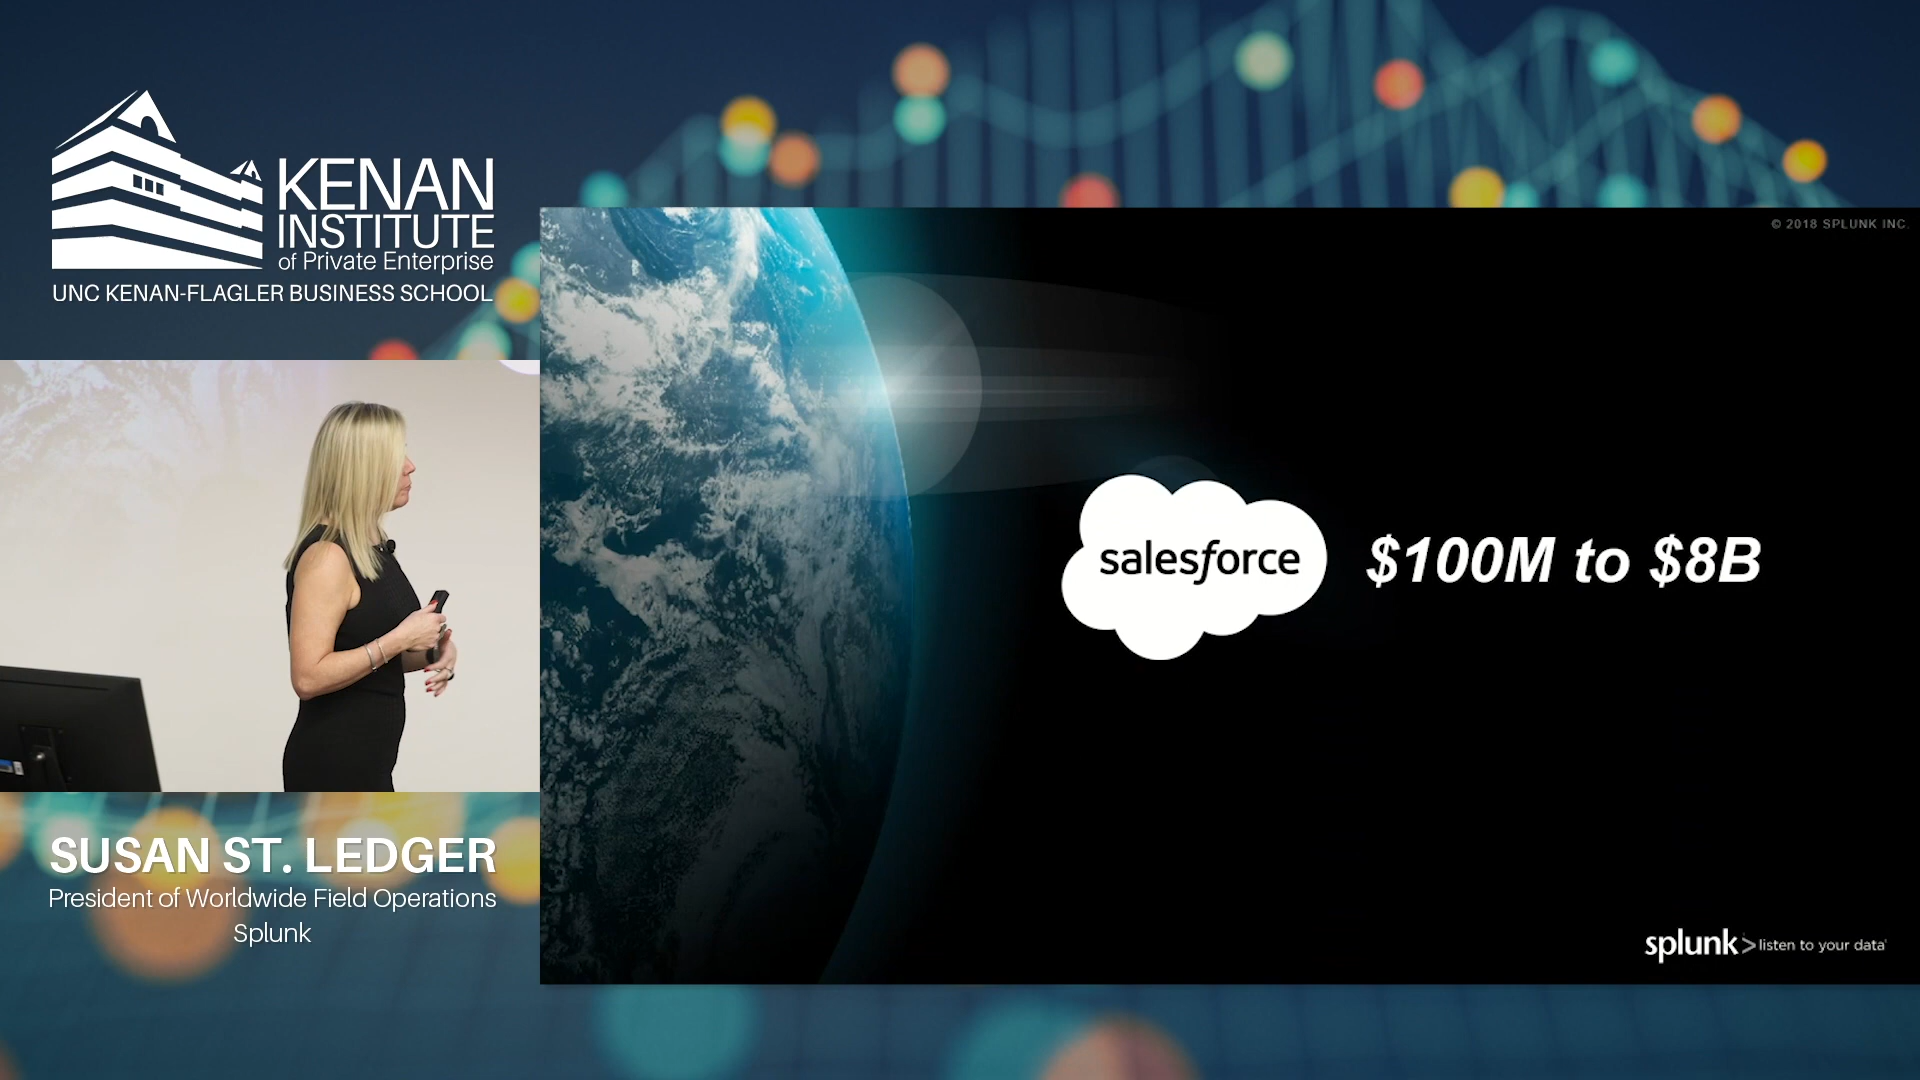 KENAN
INSTITUTE
of Private Enterprise
UNC KENAN-FLAGLER BUSINESS SCHOOL
© 2018 SPLUNK INC.
salesforce
$100M to $8B
SUSAN ST. LEDGER
President of Worldwide Field Operations
Splunk
splunk> listen to your data